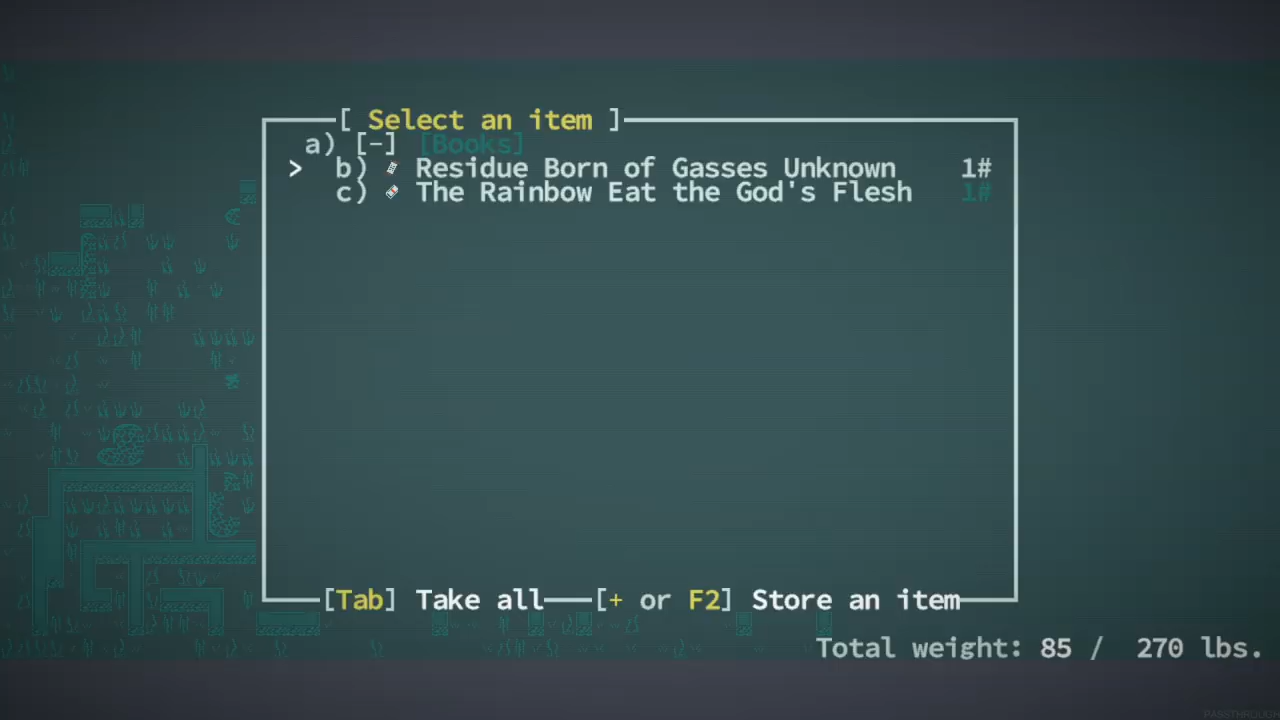 [ Select an item ]
a) [-] [Books]
> b) Residue Born of Gasses Unknown 1#
c) The Rainbow Eat the God's Flesh 1#
[Tab] Take all [+ or F2] Store an item
Total weight: 85 / 270 lbs.